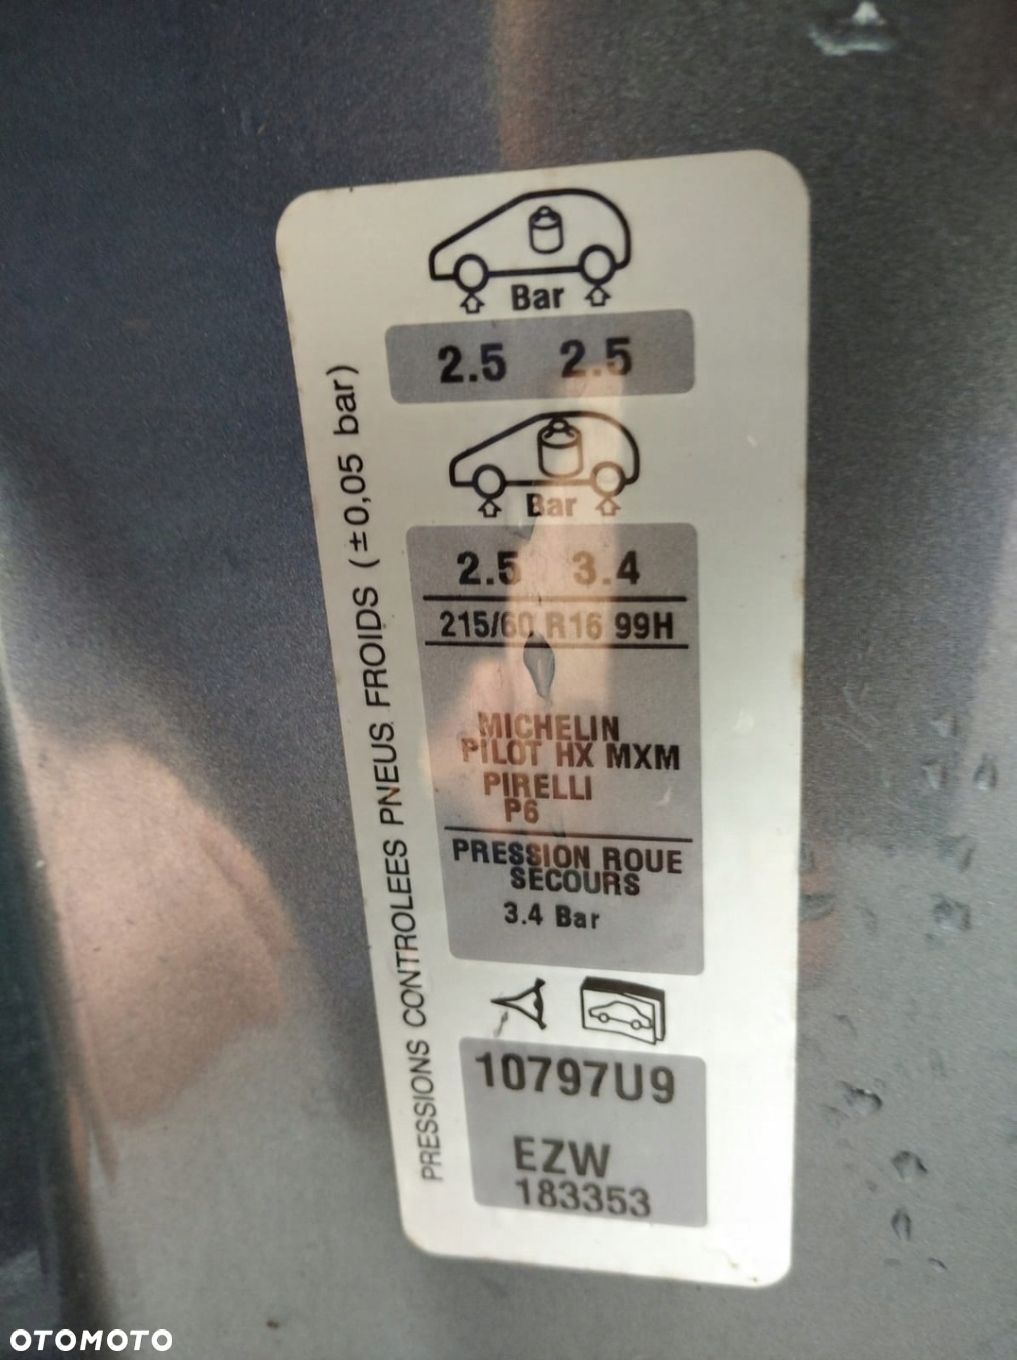 Bar
2.5 2.5
Bar
2.5 3.4
215/60 R16 99H
MICHELIN
PILOT HX MXM
PIRELLI
P6
PRESSION ROUE
SECOURS
3.4 Bar
10797U9
EZW
183353
PRESSIONS CONTROLEES PNEUS FROIDS (±0,05 bar)
OTOMOTO